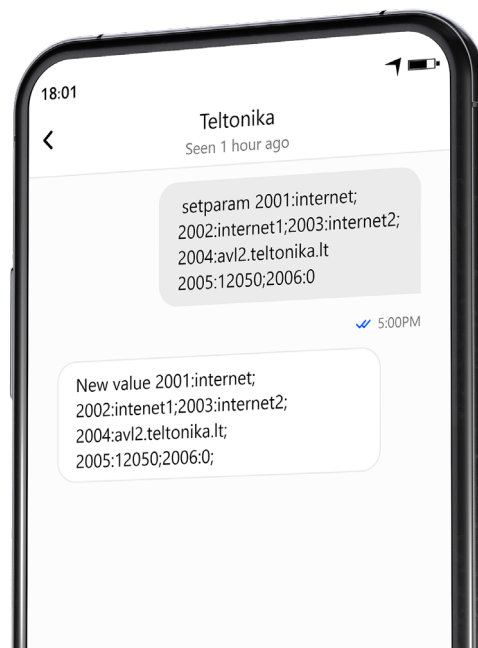 18:01
Teltonika
Seen 1 hour ago
setparam 2001:internet;
2002:internet1;2003:internet2;
2004:avl2.teltonika.lt
2005:12050;2006:0
5:00PM
New value 2001:internet;
2002:intenet1;2003:internet2;
2004:avl2.teltonika.lt;
2005:12050;2006:0;